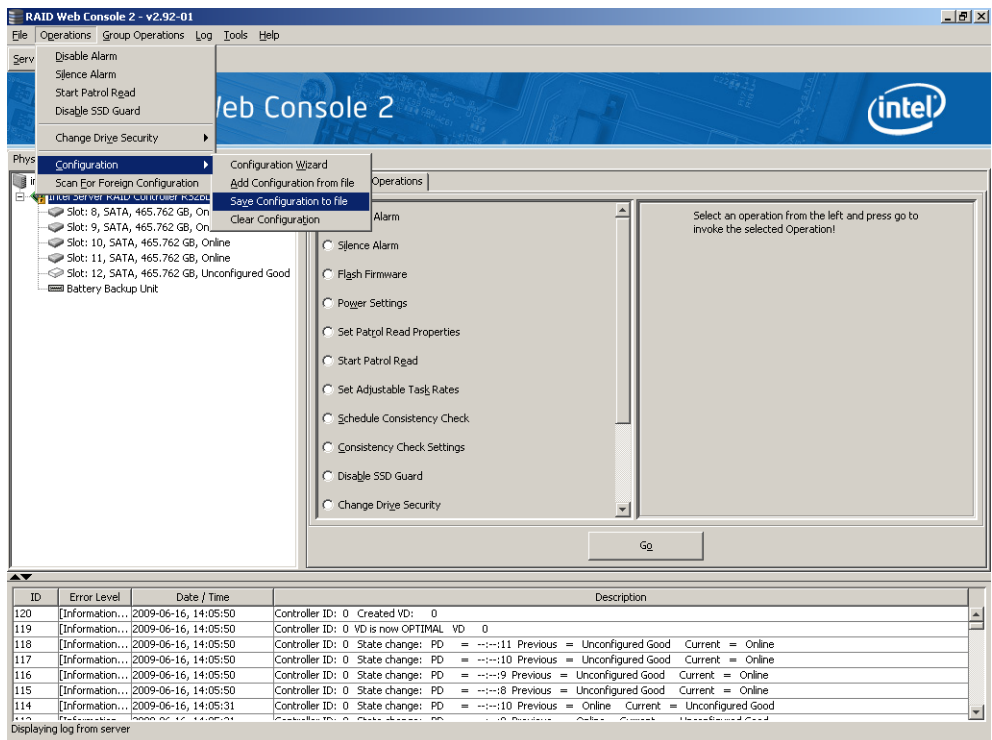 RAID Web Console 2 - v2.92-01
File Operations Group Operations Log Tools Help
Serv
Disable Alarm
Silence Alarm
Start Patrol Read
Disable SSD Guard
Change Drive Security
Configuration
Scan For Foreign Configuration
Configuration Wizard
Add Configuration from file
Save Configuration to file
Clear Configuration
Web Console 2
intel
Phys
Operations
Intel Server RAID Controller
Slot: 8, SATA, 465.762 GB, On
Slot: 9, SATA, 465.762 GB, On
Slot: 10, SATA, 465.762 GB, Online
Slot: 11, SATA, 465.762 GB, Online
Slot: 12, SATA, 465.762 GB, Unconfigured Good
Battery Backup Unit
Alarm
Silence Alarm
Flash Firmware
Power Settings
Set Patrol Read Properties
Start Patrol Read
Set Adjustable Task Rates
Schedule Consistency Check
Consistency Check Settings
Disable SSD Guard
Change Drive Security
Select an operation from the left and press go to
invoke the selected Operation!
Go
ID Error Level Date / Time Description
120 [Information... 2009-06-16, 14:05:50 Controller ID: 0 Created VD: 0
119 [Information... 2009-06-16, 14:05:50 Controller ID: 0 VD is now OPTIMAL VD 0
118 [Information... 2009-06-16, 14:05:50 Controller ID: 0 State change: PD = --:--:11 Previous = Unconfigured Good Current = Online
117 [Information... 2009-06-16, 14:05:50 Controller ID: 0 State change: PD = --:--:10 Previous = Unconfigured Good Current = Online
116 [Information... 2009-06-16, 14:05:50 Controller ID: 0 State change: PD = --:--:9 Previous = Unconfigured Good Current = Online
115 [Information... 2009-06-16, 14:05:50 Controller ID: 0 State change: PD = --:--:8 Previous = Unconfigured Good Current = Online
114 [Information... 2009-06-16, 14:05:31 Controller ID: 0 State change: PD = --:--:10 Previous = Online Current = Unconfigured Good
Displaying log from server